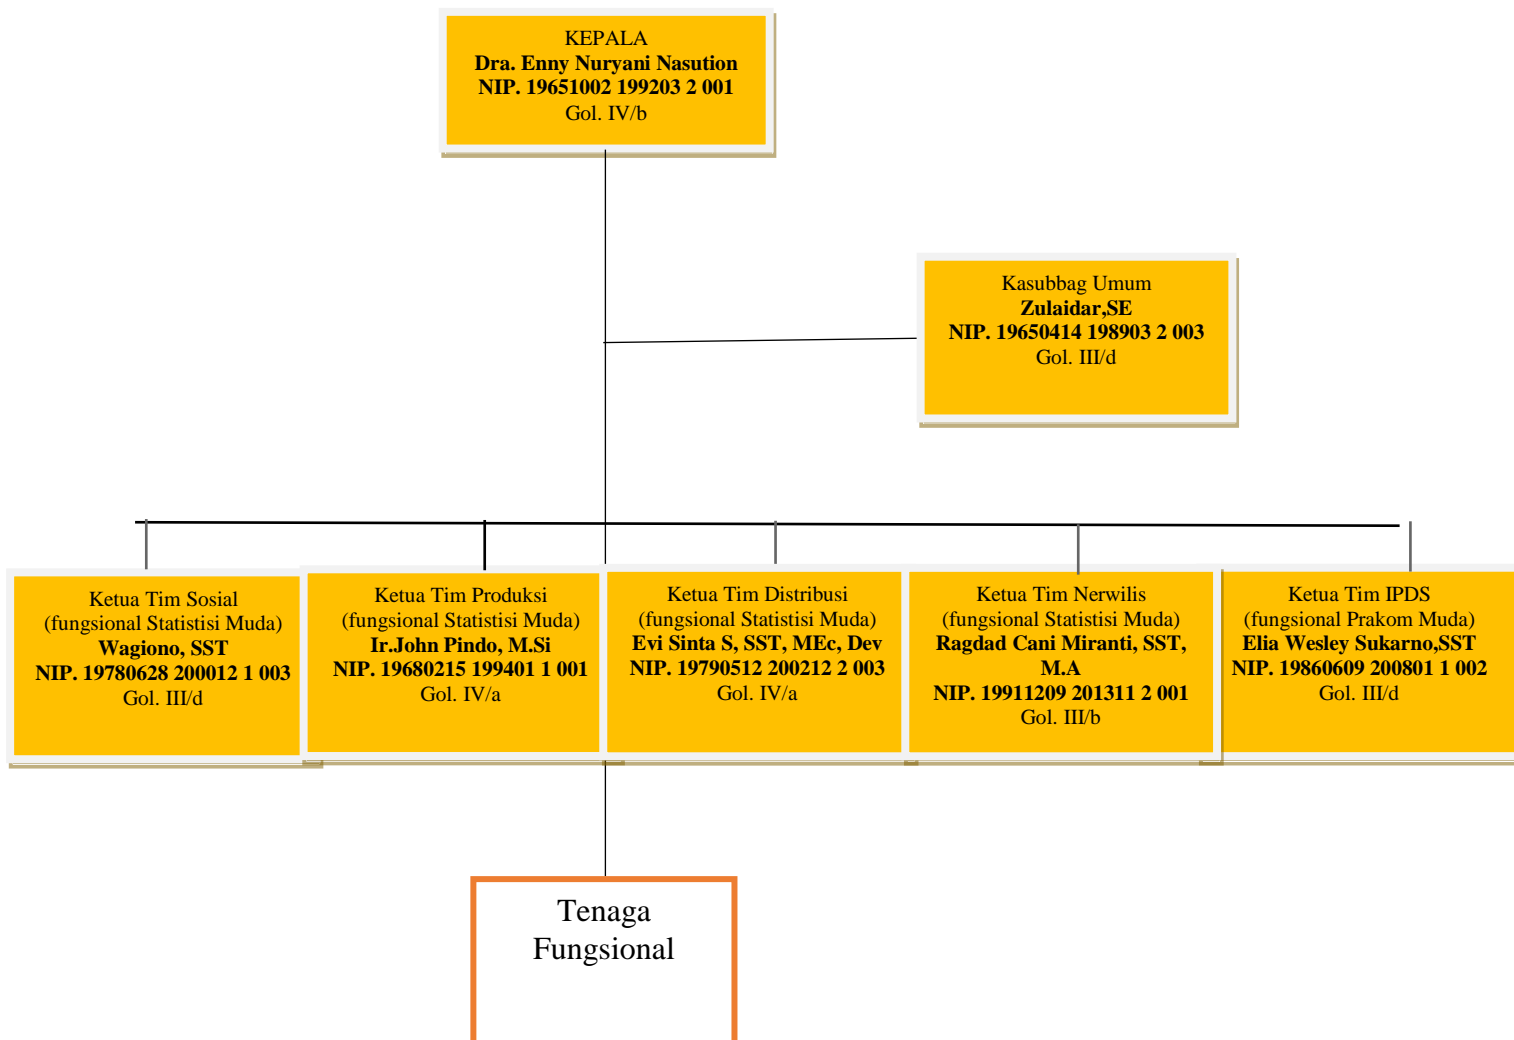 KEPALA
Dra. Enny Nuryani Nasution
NIP. 19651002 199203 2 001
Gol. IV/b
Kasubbag Umum
Zulaidar,SE
NIP. 19650414 198903 2 003
Gol. III/d
Ketua Tim Sosial
(fungsional Statistisi Muda)
Wagiono, SST
NIP. 19780628 200012 1 003
Gol. III/d
Ketua Tim Produksi
(fungsional Statistisi Muda)
Ir.John Pindo, M.Si
NIP. 19680215 199401 1 001
Gol. IV/a
Ketua Tim Distribusi
(fungsional Statistisi Muda)
Evi Sinta S, SST, MEc, Dev
NIP. 19790512 200212 2 003
Gol. IV/a
Ketua Tim Nerwilis
(fungsional Statistisi Muda)
Ragdad Cani Miranti, SST,
M.A
NIP. 19911209 201311 2 001
Gol. III/b
Ketua Tim IPDS
(fungsional Prakom Muda)
Elia Wesley Sukarno,SST
NIP. 19860609 200801 1 002
Gol. III/d
Tenaga
Fungsional